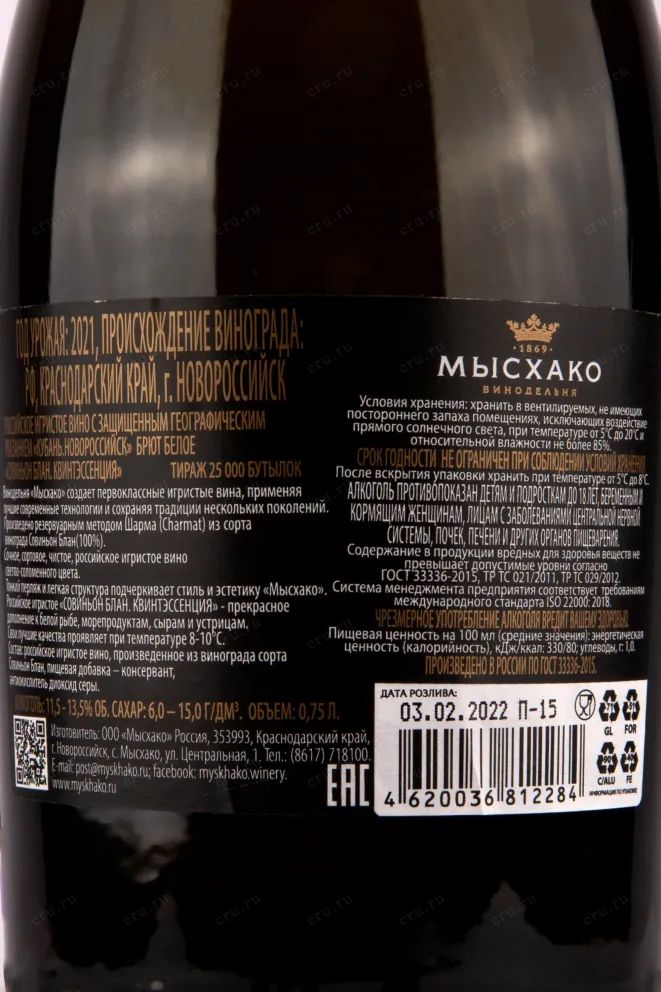 ГОД УРОЖАЯ: 2021, ПРОИСХОЖДЕНИЕ ВИНОГРАДА:
РФ, КРАСНОДАРСКИЙ КРАЙ, г. НОВОРОССИЙСК
РОССИЙСКОЕ ИГРИСТОЕ ВИНО С ЗАЩИЩЕННЫМ ГЕОГРАФИЧЕСКИМ
УКАЗАНИЕМ «КУБАНЬ.НОВОРОССИЙСК» БРЮТ БЕЛОЕ
«СОВИНЬОН БЛАН. КВИНТЭССЕНЦИЯ» ТИРАЖ 25 000 БУТЫЛОК
Винодельня «Мысхако» создает первоклассные игристые вина, применяя
лучшие современные технологии и сохраняя традиции нескольких поколений.
Произведено резервуарным методом Шарма (Charmat) из сорта
винограда Совиньон Блан(100%).
Сочное, сортовое, чистое, российское игристое вино
светло-соломенного цвета.
Тонкий перляж и легкая структура подчеркивает стиль и эстетику «Мысхако».
Российское игристое «СОВИНЬОН БЛАН. КВИНТЭССЕНЦИЯ» - прекрасное
дополнение к белой рыбе, морепродуктам, сырам и устрицам.
Свои лучшие качества проявляет при температуре 8-10°С.
Состав: российское игристое вино, произведенное из винограда сорта
Совиньон Блан, пищевая добавка – консервант,
антиокислитель диоксид серы.
АЛКОГОЛЬ: 11,5 - 13,5% ОБ. САХАР: 6,0 – 15,0 Г/ДМ³. ОБЪЕМ: 0,75 Л.
Изготовитель: ООО «Мысхако» Россия, 353993, Краснодарский край,
г. Новороссийск, с. Мысхако, ул. Центральная, 1. Тел.: (8617) 718100.
E-mail: post@myskhako.ru; facebook: myskhako.winery.
www.myskhako.ru
EAC
·1869·
МЫСХАКО
ВИНОДЕЛЬНЯ
Условия хранения: хранить в вентилируемых, не имеющих
постороннего запаха помещениях, исключающих воздействие
прямого солнечного света, при температуре от 5°С до 20°С и
относительной влажности не более 85%.
СРОК ГОДНОСТИ НЕ ОГРАНИЧЕН ПРИ СОБЛЮДЕНИИ УСЛОВИЙ ХРАНЕНИЯ
После вскрытия упаковки хранить при температуре от 5°С до 8°С.
АЛКОГОЛЬ ПРОТИВОПОКАЗАН ДЕТЯМ И ПОДРОСТКАМ ДО 18 ЛЕТ, БЕРЕМЕННЫМ И
КОРМЯЩИМ ЖЕНЩИНАМ, ЛИЦАМ С ЗАБОЛЕВАНИЯМИ ЦЕНТРАЛЬНОЙ НЕРВНОЙ
СИСТЕМЫ, ПОЧЕК, ПЕЧЕНИ И ДРУГИХ ОРГАНОВ ПИЩЕВАРЕНИЯ.
Содержание в продукции вредных для здоровья веществ не
превышает допустимые уровни согласно
ГОСТ 33336-2015, ТР ТС 021/2011, ТР ТС 029/2012.
Система менеджмента предприятия соответствует требованиям
международного стандарта ISO 22000: 2018.
ЧРЕЗМЕРНОЕ УПОТРЕБЛЕНИЕ АЛКОГОЛЯ ВРЕДИТ ВАШЕМУ ЗДОРОВЬЮ.
Пищевая ценность на 100 мл (средние значения): энергетическая
ценность (калорийность), кДж/ккал: 330/80; углеводы, г: 1,0.
ПРОИЗВЕДЕНО В РОССИИ ПО ГОСТ 33336-2015.
ДАТА РОЗЛИВА:
03.02.2022 П-15
GL FOR
C/ALU FE
ИНФОРМАЦИЯ ПО УПАКОВКЕ
4 620036 812284
cru.ru